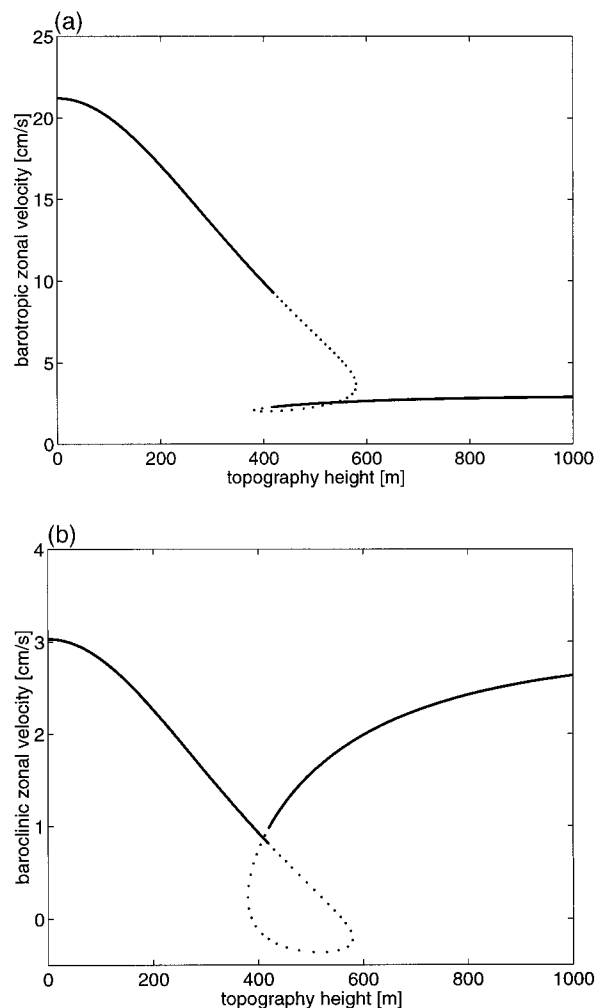 (a)
25
20
15
10
5
0
barotropic zonal velocity [cm/s]
0 200 400 600 800 1000
topography height [m]
(b)
4
3
2
1
0
baroclinic zonal velocity [cm/s]
0 200 400 600 800 1000
topography height [m]